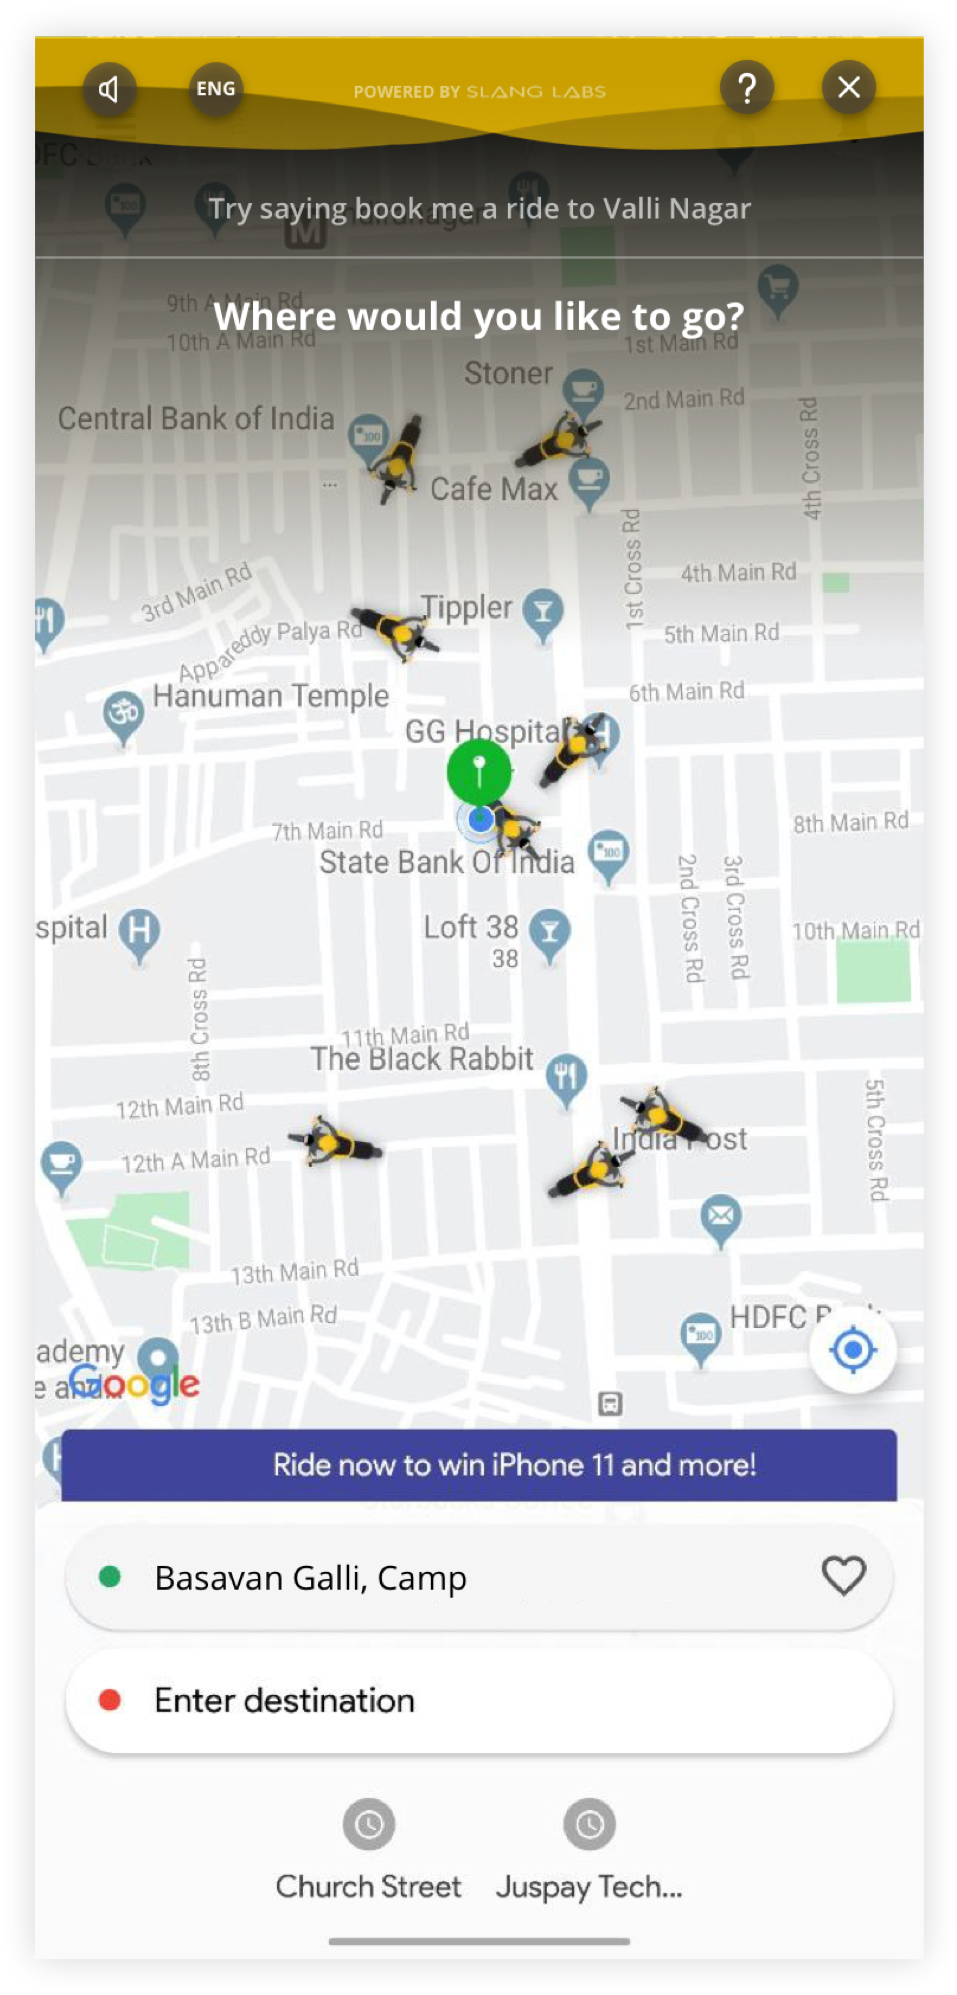 ENG
POWERED BY SLANG LABS
?
Try saying book me a ride to Valli Nagar
M
9th A Main Rd
Where would you like to go?
10th A Main Rd
1st Main Rd
Stoner
2nd Main Rd
Central Bank of India
4th Cross Rd
...
Cafe Max
1st Cross Rd
3rd Main Rd
4th Main Rd
Tippler
Appareddy Palya Rd
5th Main Rd
Hanuman Temple
6th Main Rd
GG Hospital
7th Main Rd
8th Main Rd
State Bank Of India
2nd Cross Rd
3rd Cross Rd
spital
H
Loft 38
38
10th Main Rd
8th Cross Rd
11th Main Rd
The Black Rabbit
12th Main Rd
5th Cross Rd
India Post
12th A Main Rd
13th Main Rd
13th B Main Rd
HDFC
ademy
e and...
Google
Ride now to win iPhone 11 and more!
Basavan Galli, Camp
Enter destination
Church Street
Juspay Tech...